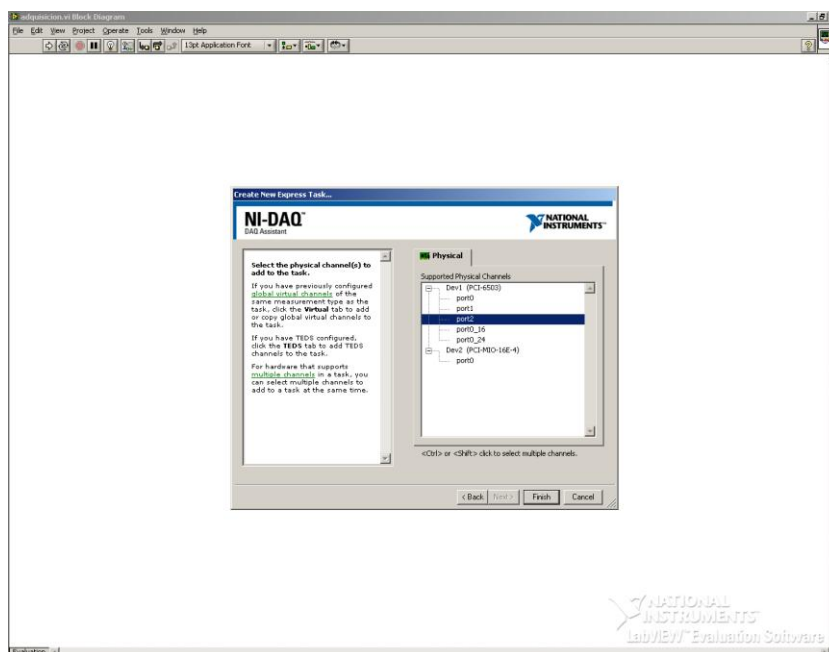 adquisicion.vi Block Diagram
File Edit View Project Operate Tools Window Help
13pt Application Font
Create New Express Task...
NI-DAQ™
DAQ Assistant
NATIONAL
INSTRUMENTS™
Select the physical channel(s) to
add to the task.
If you have previously configured
global virtual channels of the
same measurement type as the
task, click the Virtual tab to add
or copy global virtual channels to
the task.
If you have TEDS configured,
click the TEDS tab to add TEDS
channels to the task.
For hardware that supports
multiple channels in a task, you
can select multiple channels to
add to a task at the same time.
Physical
Supported Physical Channels
Dev1 (PCI-6503)
port0
port1
port2
port0_16
port0_24
Dev2 (PCI-MIO-16E-4)
port0
<Ctrl> or <Shift> click to select multiple channels.
< Back Next > Finish Cancel
NATIONAL
INSTRUMENTS
LabVIEW™ Evaluation Software